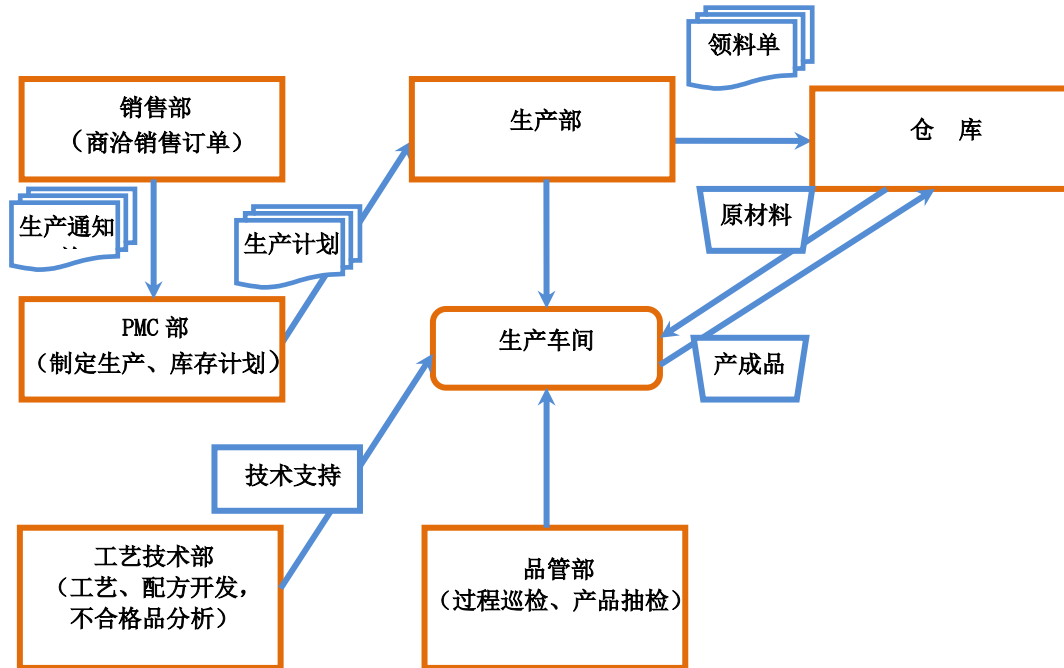 领料单
销售部
（商洽销售订单）
生产部
仓 库
生产通知
生产计划
原材料
PMC 部
（制定生产、库存计划）
生产车间
产成品
技术支持
工艺技术部
（工艺、配方开发，
不合格品分析）
品管部
（过程巡检、产品抽检）